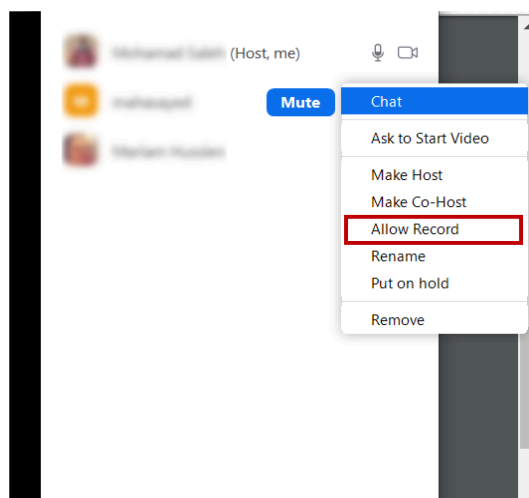 (Host, me)
Mute
Chat
Ask to Start Video
Make Host
Make Co-Host
Allow Record
Rename
Put on hold
Remove